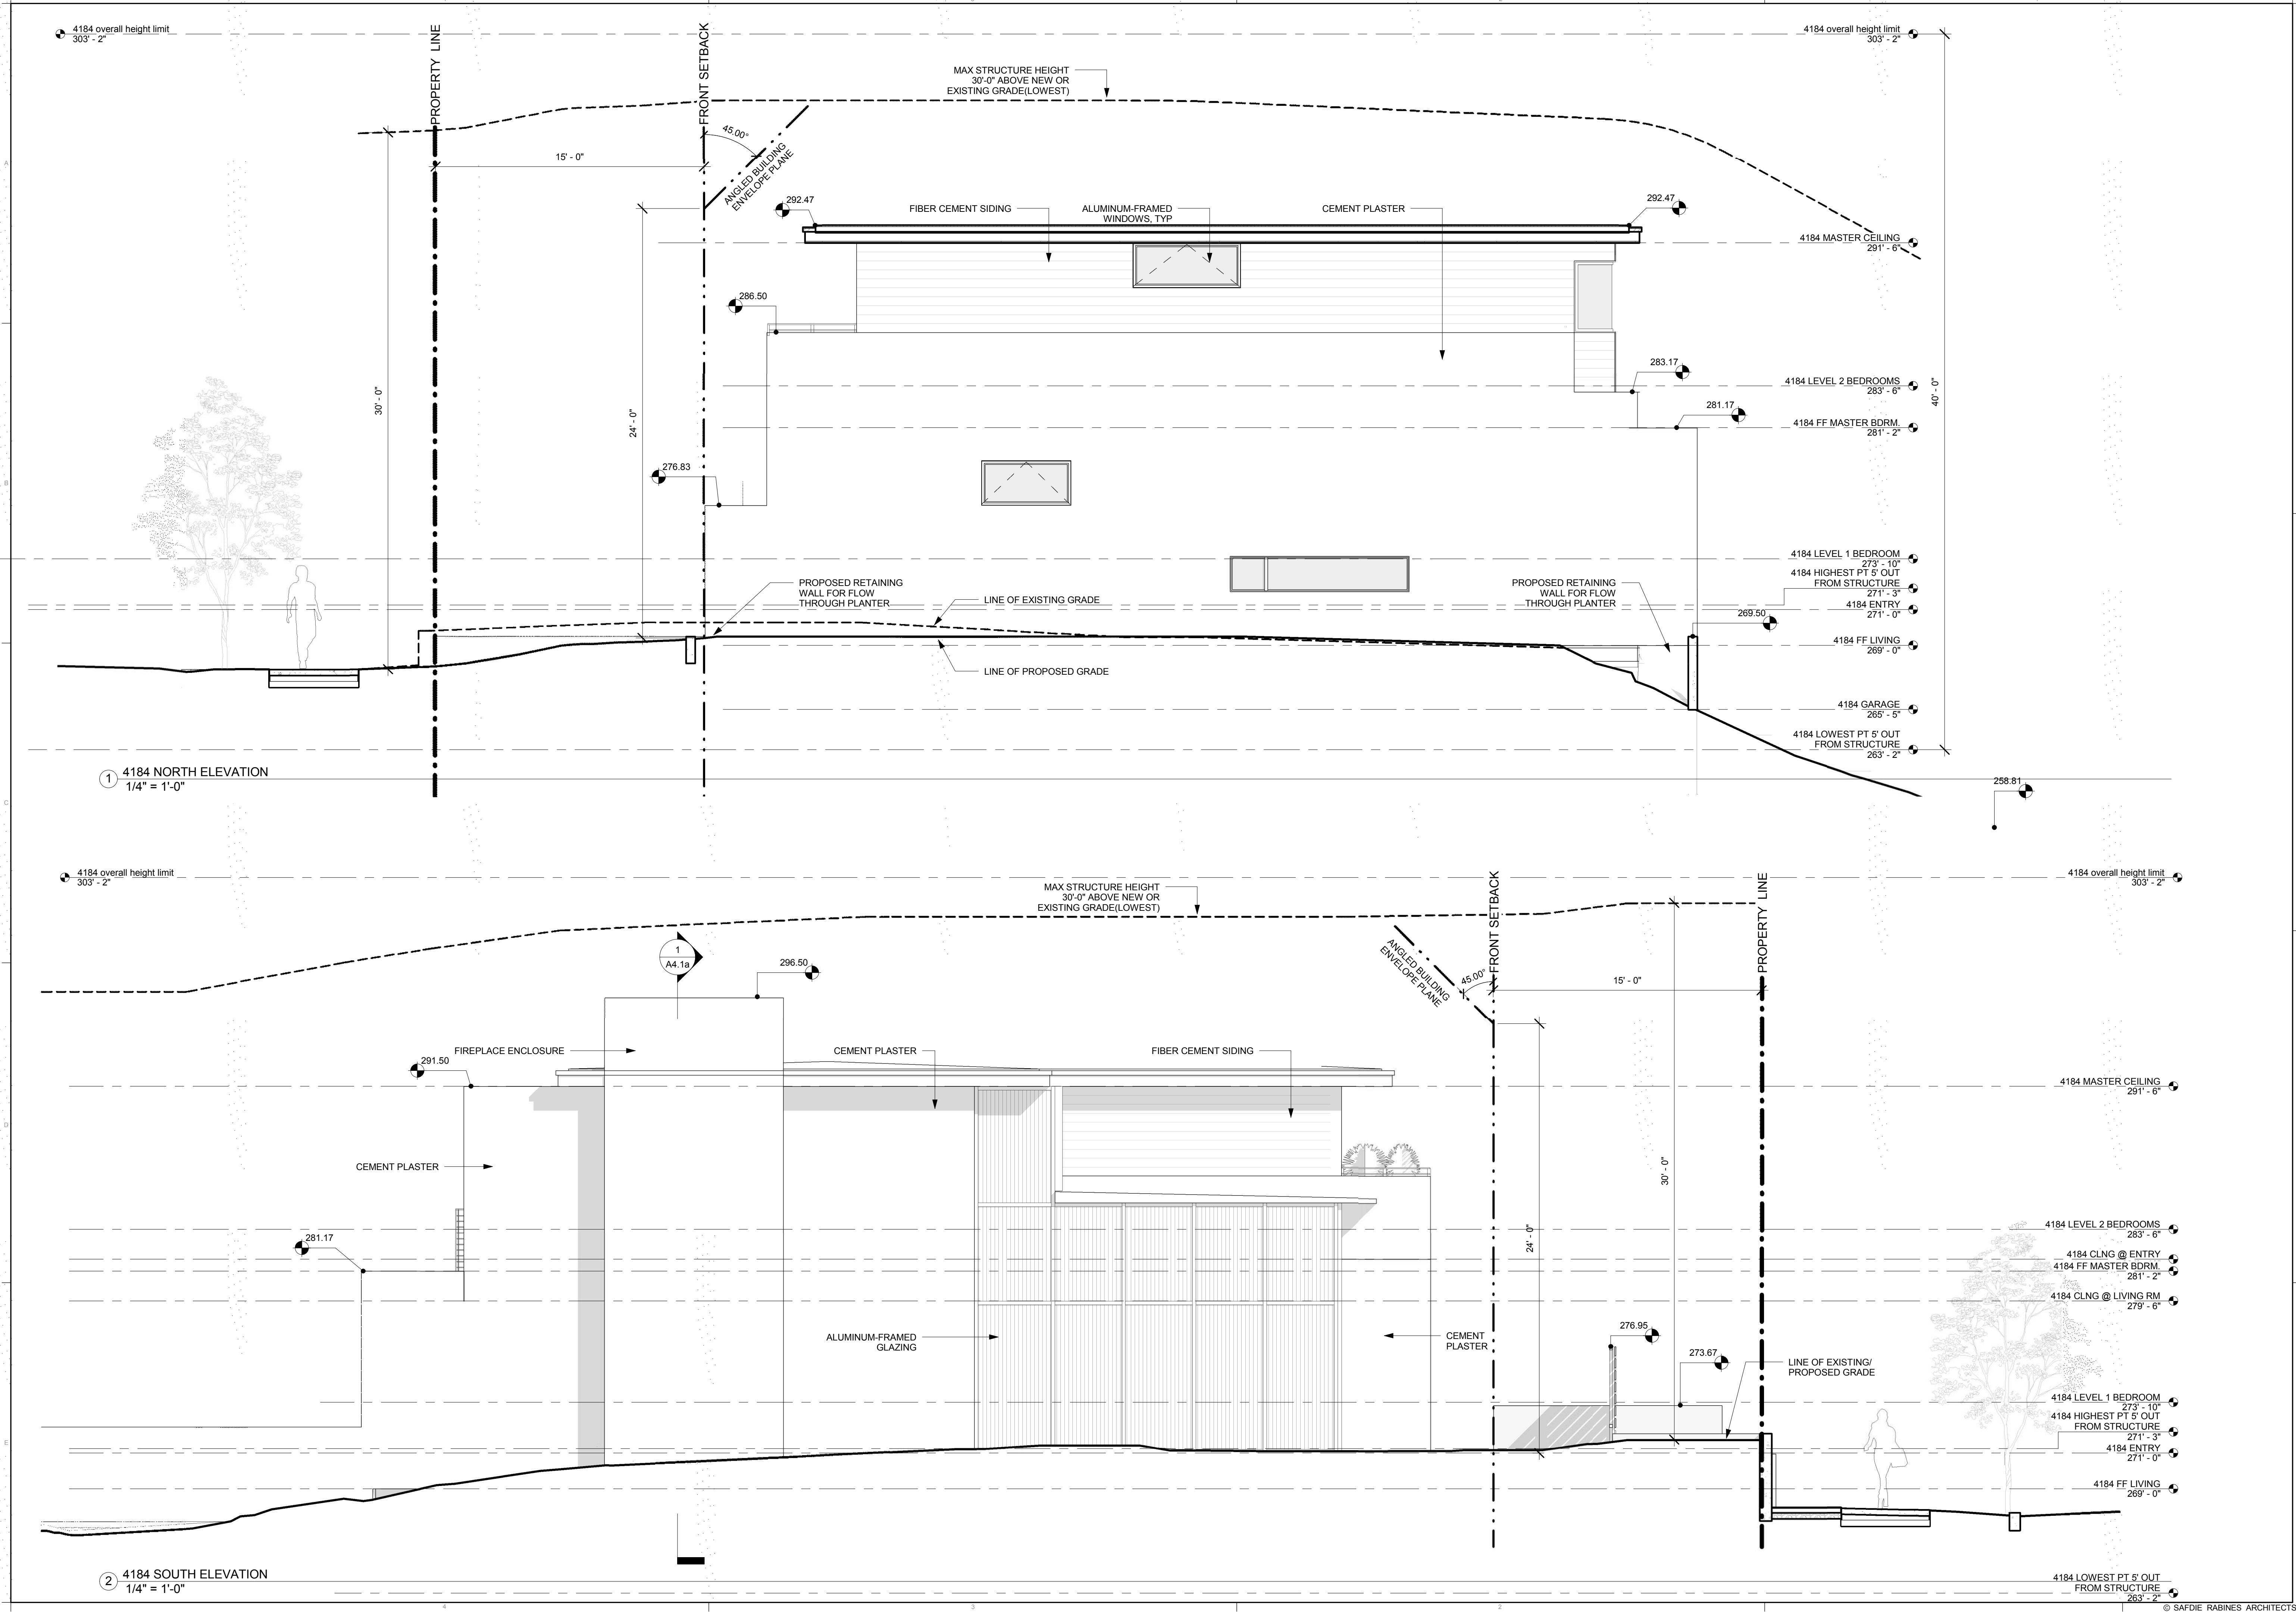 4184 overall height limit
303' - 2"
PROPERTY LINE
FRONT SETBACK
4184 overall height limit
303' - 2"
MAX STRUCTURE HEIGHT
30'-0" ABOVE NEW OR
EXISTING GRADE(LOWEST)
45.00°
15' - 0"
ANGLED BUILDING
ENVELOPE PLANE
292.47
FIBER CEMENT SIDING
ALUMINUM-FRAMED
WINDOWS, TYP
CEMENT PLASTER
292.47
4184 MASTER CEILING
291' - 6"
286.50
283.17
4184 LEVEL 2 BEDROOMS
283' - 6"
30' - 0"
24' - 0"
40' - 0"
281.17
4184 FF MASTER BDRM.
281' - 2"
276.83
4184 LEVEL 1 BEDROOM
273' - 10"
4184 HIGHEST PT 5' OUT
FROM STRUCTURE
271' - 3"
4184 ENTRY
271' - 0"
PROPOSED RETAINING
WALL FOR FLOW
THROUGH PLANTER
LINE OF EXISTING GRADE
PROPOSED RETAINING
WALL FOR FLOW
THROUGH PLANTER
269.50
4184 FF LIVING
269' - 0"
LINE OF PROPOSED GRADE
4184 GARAGE
265' - 5"
4184 LOWEST PT 5' OUT
FROM STRUCTURE
263' - 2"
1
4184 NORTH ELEVATION
1/4" = 1'-0"
258.81
4184 overall height limit
303' - 2"
MAX STRUCTURE HEIGHT
30'-0" ABOVE NEW OR
EXISTING GRADE(LOWEST)
FRONT SETBACK
PROPERTY LINE
4184 overall height limit
303' - 2"
1
A4.1a
296.50
ANGLED BUILDING
ENVELOPE PLANE
45.00°
15' - 0"
FIREPLACE ENCLOSURE
CEMENT PLASTER
FIBER CEMENT SIDING
291.50
4184 MASTER CEILING
291' - 6"
CEMENT PLASTER
30' - 0"
24' - 0"
281.17
4184 LEVEL 2 BEDROOMS
283' - 6"
4184 CLNG @ ENTRY
4184 FF MASTER BDRM.
281' - 2"
4184 CLNG @ LIVING RM
279' - 6"
ALUMINUM-FRAMED
GLAZING
CEMENT
PLASTER
276.95
273.67
LINE OF EXISTING/
PROPOSED GRADE
4184 LEVEL 1 BEDROOM
273' - 10"
4184 HIGHEST PT 5' OUT
FROM STRUCTURE
271' - 3"
4184 ENTRY
271' - 0"
4184 FF LIVING
269' - 0"
2
4184 SOUTH ELEVATION
1/4" = 1'-0"
4184 LOWEST PT 5' OUT
FROM STRUCTURE
263' - 2"
A
B
C
D
E
4
3
2
© SAFDIE RABINES ARCHITECTS